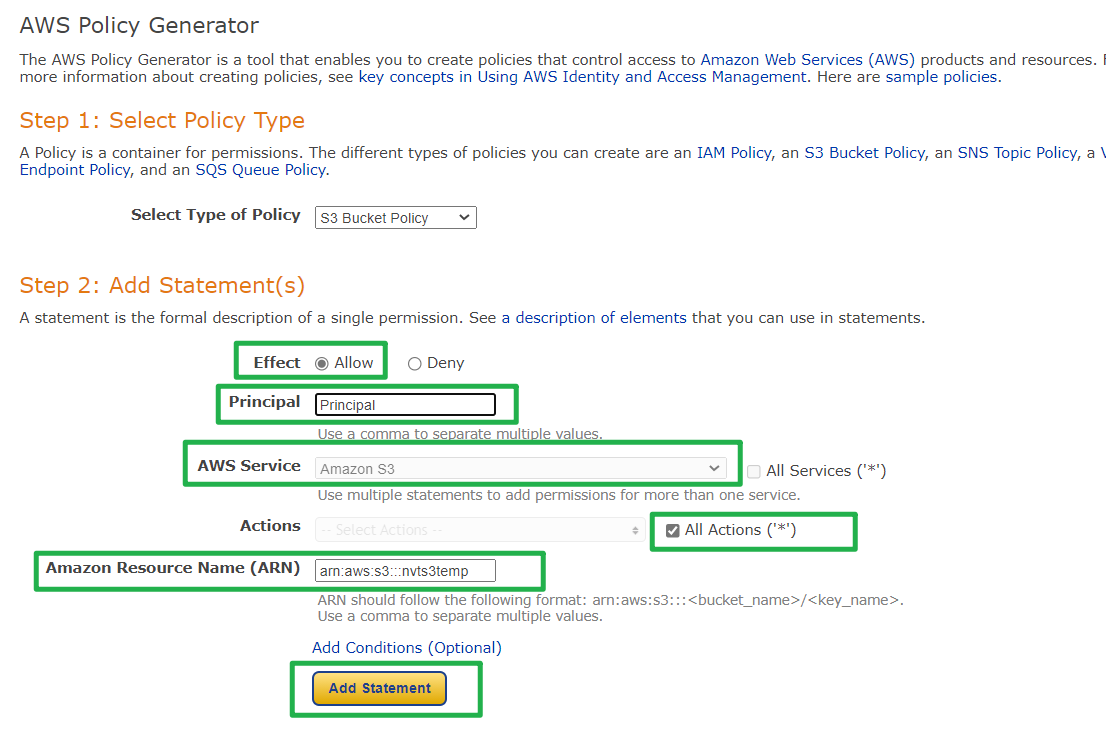 AWS Policy Generator
The AWS Policy Generator is a tool that enables you to create policies that control access to Amazon Web Services (AWS) products and resources.
more information about creating policies, see key concepts in Using AWS Identity and Access Management. Here are sample policies.
Step 1: Select Policy Type
A Policy is a container for permissions. The different types of policies you can create are an IAM Policy, an S3 Bucket Policy, an SNS Topic Policy, a
Endpoint Policy, and an SQS Queue Policy.
Select Type of Policy S3 Bucket Policy
Step 2: Add Statement(s)
A statement is the formal description of a single permission. See a description of elements that you can use in statements.
Effect Allow Deny
Principal Principal
Use a comma to separate multiple values.
AWS Service Amazon S3 All Services ('*')
Use multiple statements to add permissions for more than one service.
Actions -- Select Actions -- All Actions ('*')
Amazon Resource Name (ARN) arn:aws:s3:::nvts3temp
ARN should follow the following format: arn:aws:s3:::<bucket_name>/<key_name>.
Use a comma to separate multiple values.
Add Conditions (Optional)
Add Statement